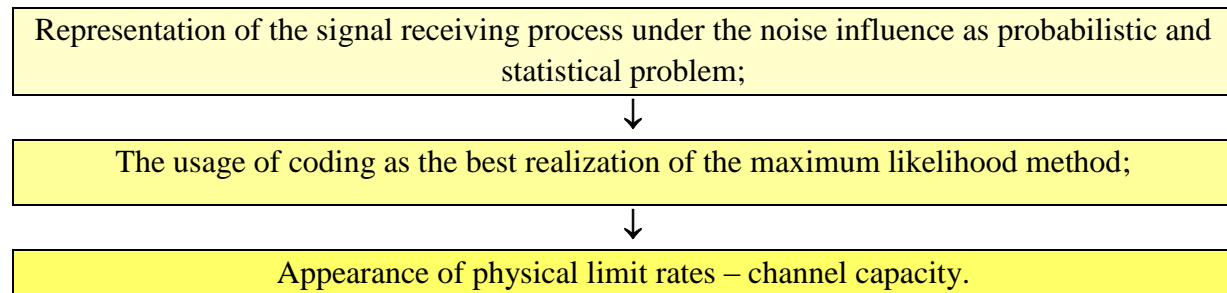 Representation of the signal receiving process under the noise influence as probabilistic and
statistical problem;
↓
The usage of coding as the best realization of the maximum likelihood method;
↓
Appearance of physical limit rates – channel capacity.